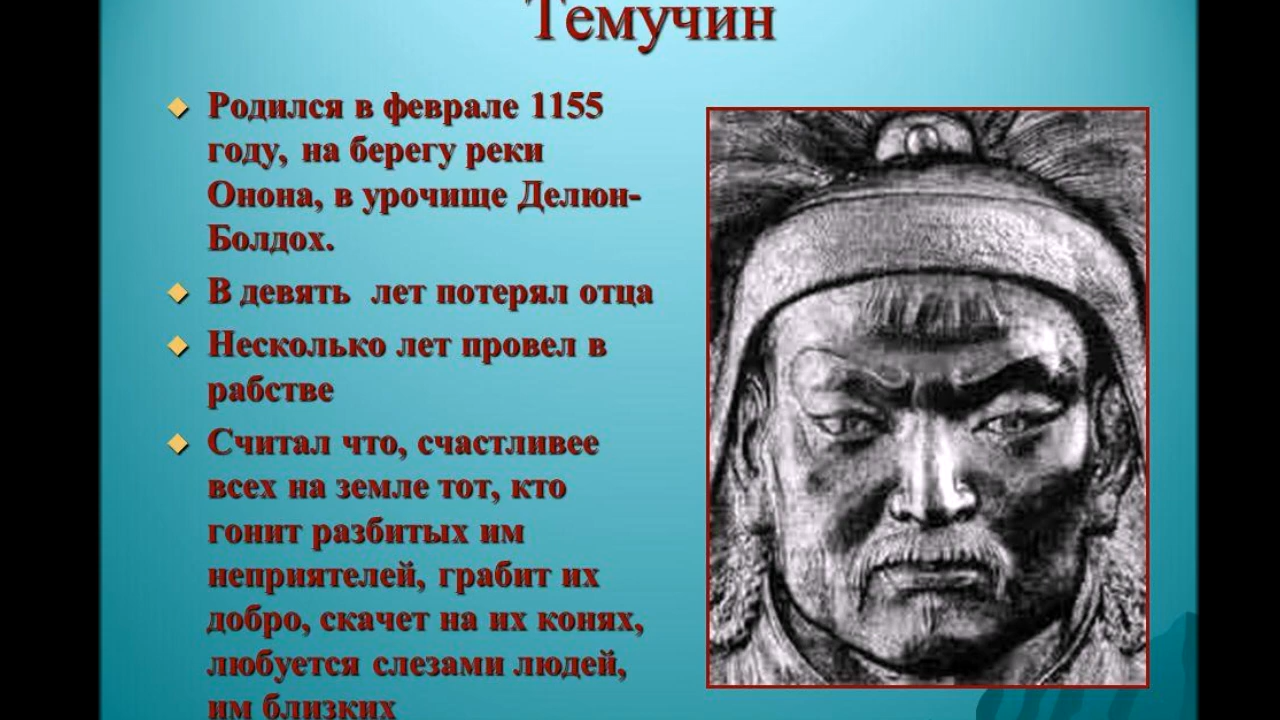 Темучин
Родился в феврале 1155
году, на берегу реки
Онона, в урочище Делюн-
Болдох.
В девять лет потерял отца
Несколько лет провел в
рабстве
Считал что, счастливее
всех на земле тот, кто
гонит разбитых им
неприятелей, грабит их
добро, скачет на их конях,
любуется слезами людей,
им близких